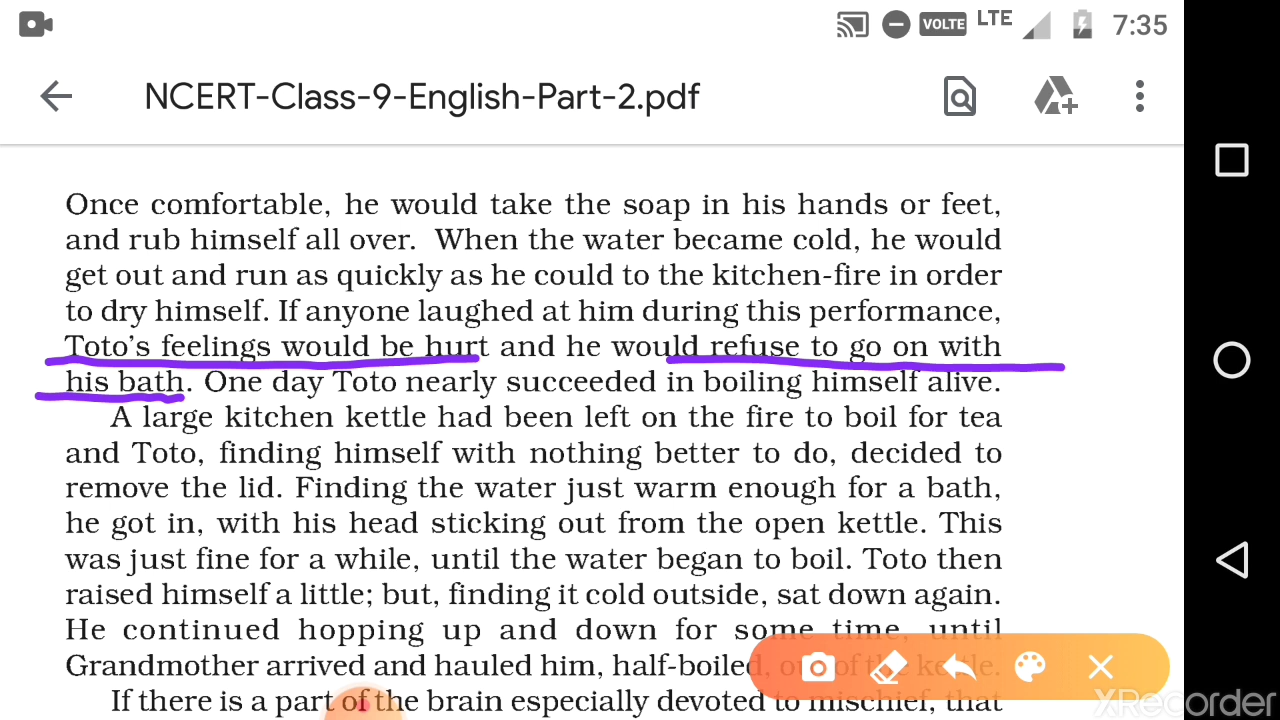 VOLTE LTE 7:35
NCERT-Class-9-English-Part-2.pdf
Once comfortable, he would take the soap in his hands or feet,
and rub himself all over. When the water became cold, he would
get out and run as quickly as he could to the kitchen-fire in order
to dry himself. If anyone laughed at him during this performance,
Toto's feelings would be hurt and he would refuse to go on with
his bath. One day Toto nearly succeeded in boiling himself alive.
A large kitchen kettle had been left on the fire to boil for tea
and Toto, finding himself with nothing better to do, decided to
remove the lid. Finding the water just warm enough for a bath,
he got in, with his head sticking out from the open kettle. This
was just fine for a while, until the water began to boil. Toto then
raised himself a little; but, finding it cold outside, sat down again.
He continued hopping up and down for some time, until
Grandmother arrived and hauled him, half-boiled, out of the kettle.
If there is a part of the brain especially devoted to mischief, that
XRecorder